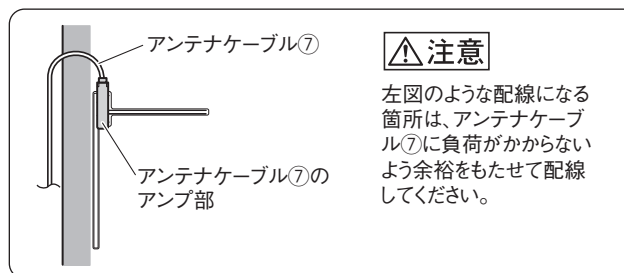 アンテナケーブル⑦
アンテナケーブル⑦の
アンプ部
注意
左図のような配線になる
箇所は、アンテナケーブ
ル⑦に負荷がかからない
よう余裕をもたせて配線
してください。